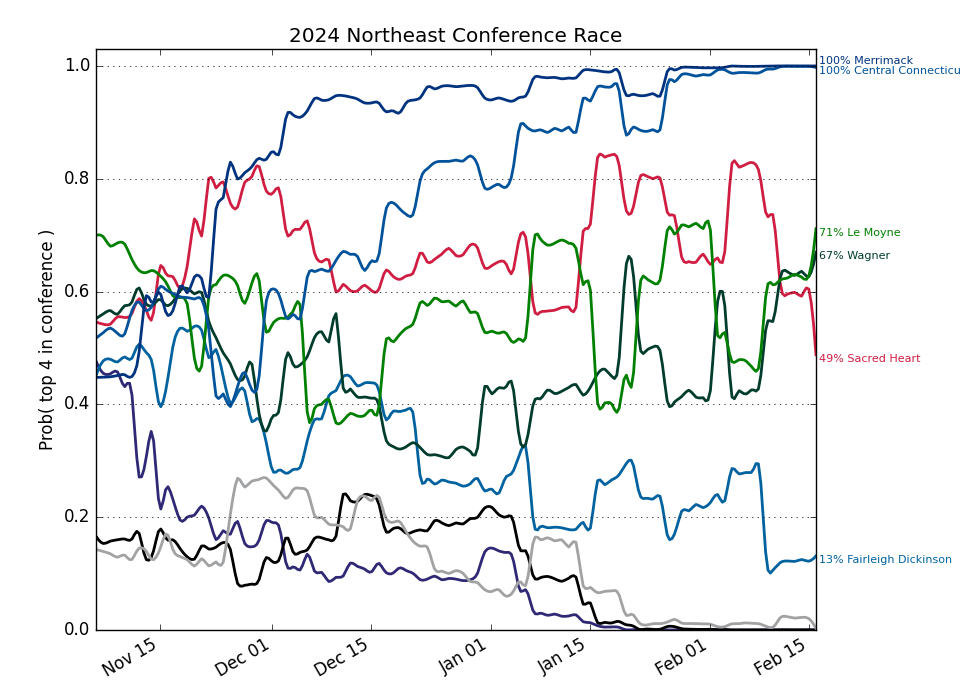 2024 Northeast Conference Race
Prob( top 4 in conference )
1.0
0.8
0.6
0.4
0.2
0.0
Nov 15
Dec 01
Dec 15
Jan 01
Jan 15
Feb 01
Feb 15
100% Merrimack
100% Central Connecticu
71% Le Moyne
67% Wagner
49% Sacred Heart
13% Fairleigh Dickinson